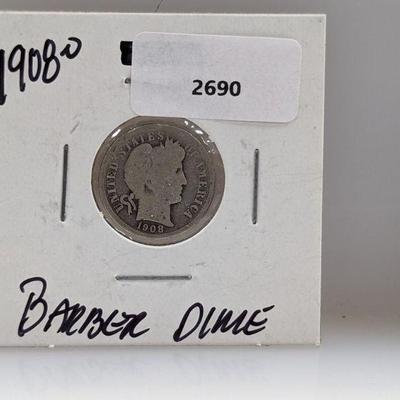 1908o
2690
UNITED STATES OF AMERICA
1908
BARBER DIME